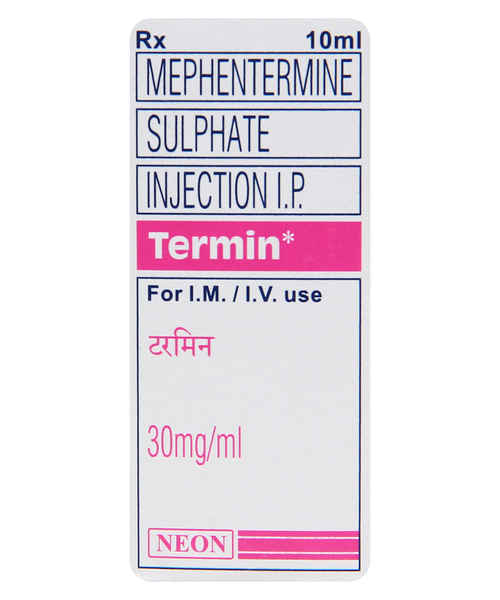 Rx 10ml
MEPHENTERMINE
SULPHATE
INJECTION I.P.
Termin*
For I.M. / I.V. use
टरमिन
30mg/ml
NEON